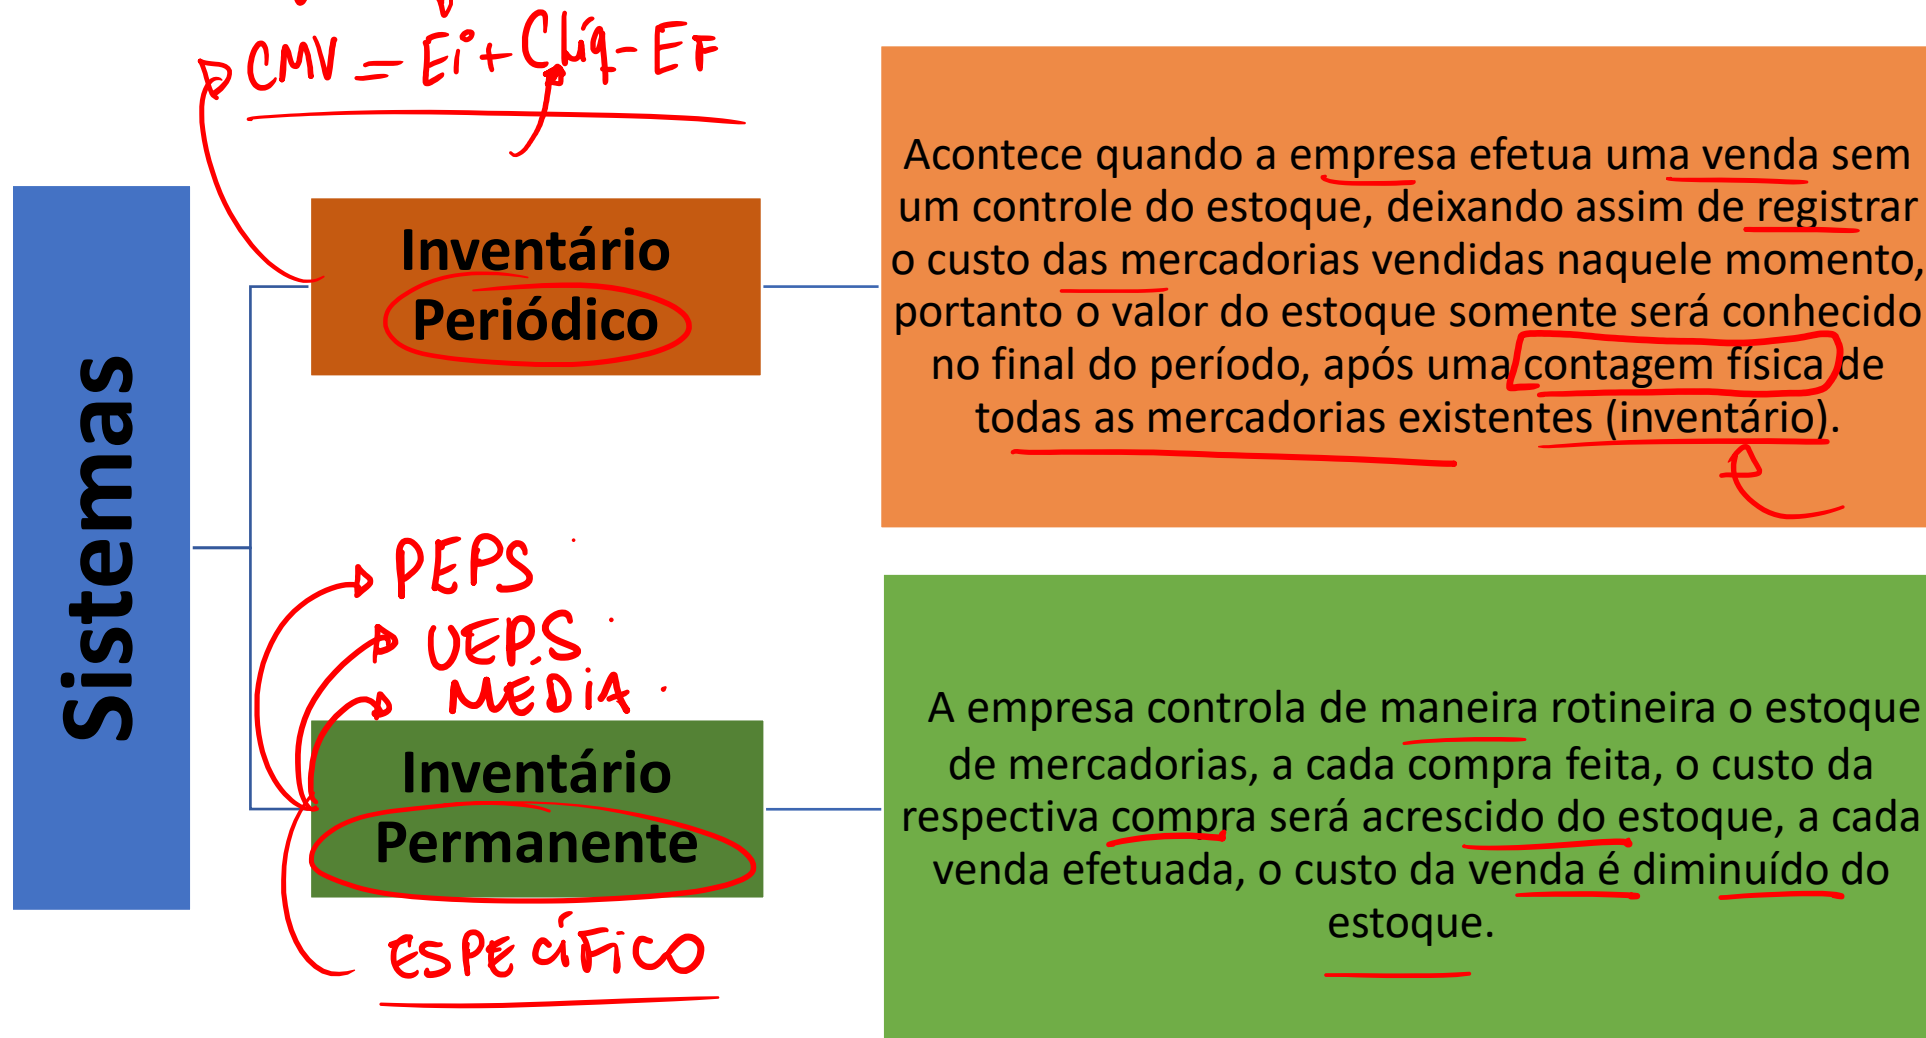 CMV = Ei + CLíq - EF
Sistemas
Inventário
Periódico
Acontece quando a empresa efetua uma venda sem
um controle do estoque, deixando assim de registrar
o custo das mercadorias vendidas naquele momento,
portanto o valor do estoque somente será conhecido
no final do período, após uma contagem física de
todas as mercadorias existentes (inventário).
PEPS
UEPS
MÉDIA
Inventário
Permanente
ESPECÍFICO
A empresa controla de maneira rotineira o estoque
de mercadorias, a cada compra feita, o custo da
respectiva compra será acrescido do estoque, a cada
venda efetuada, o custo da venda é diminuído do
estoque.